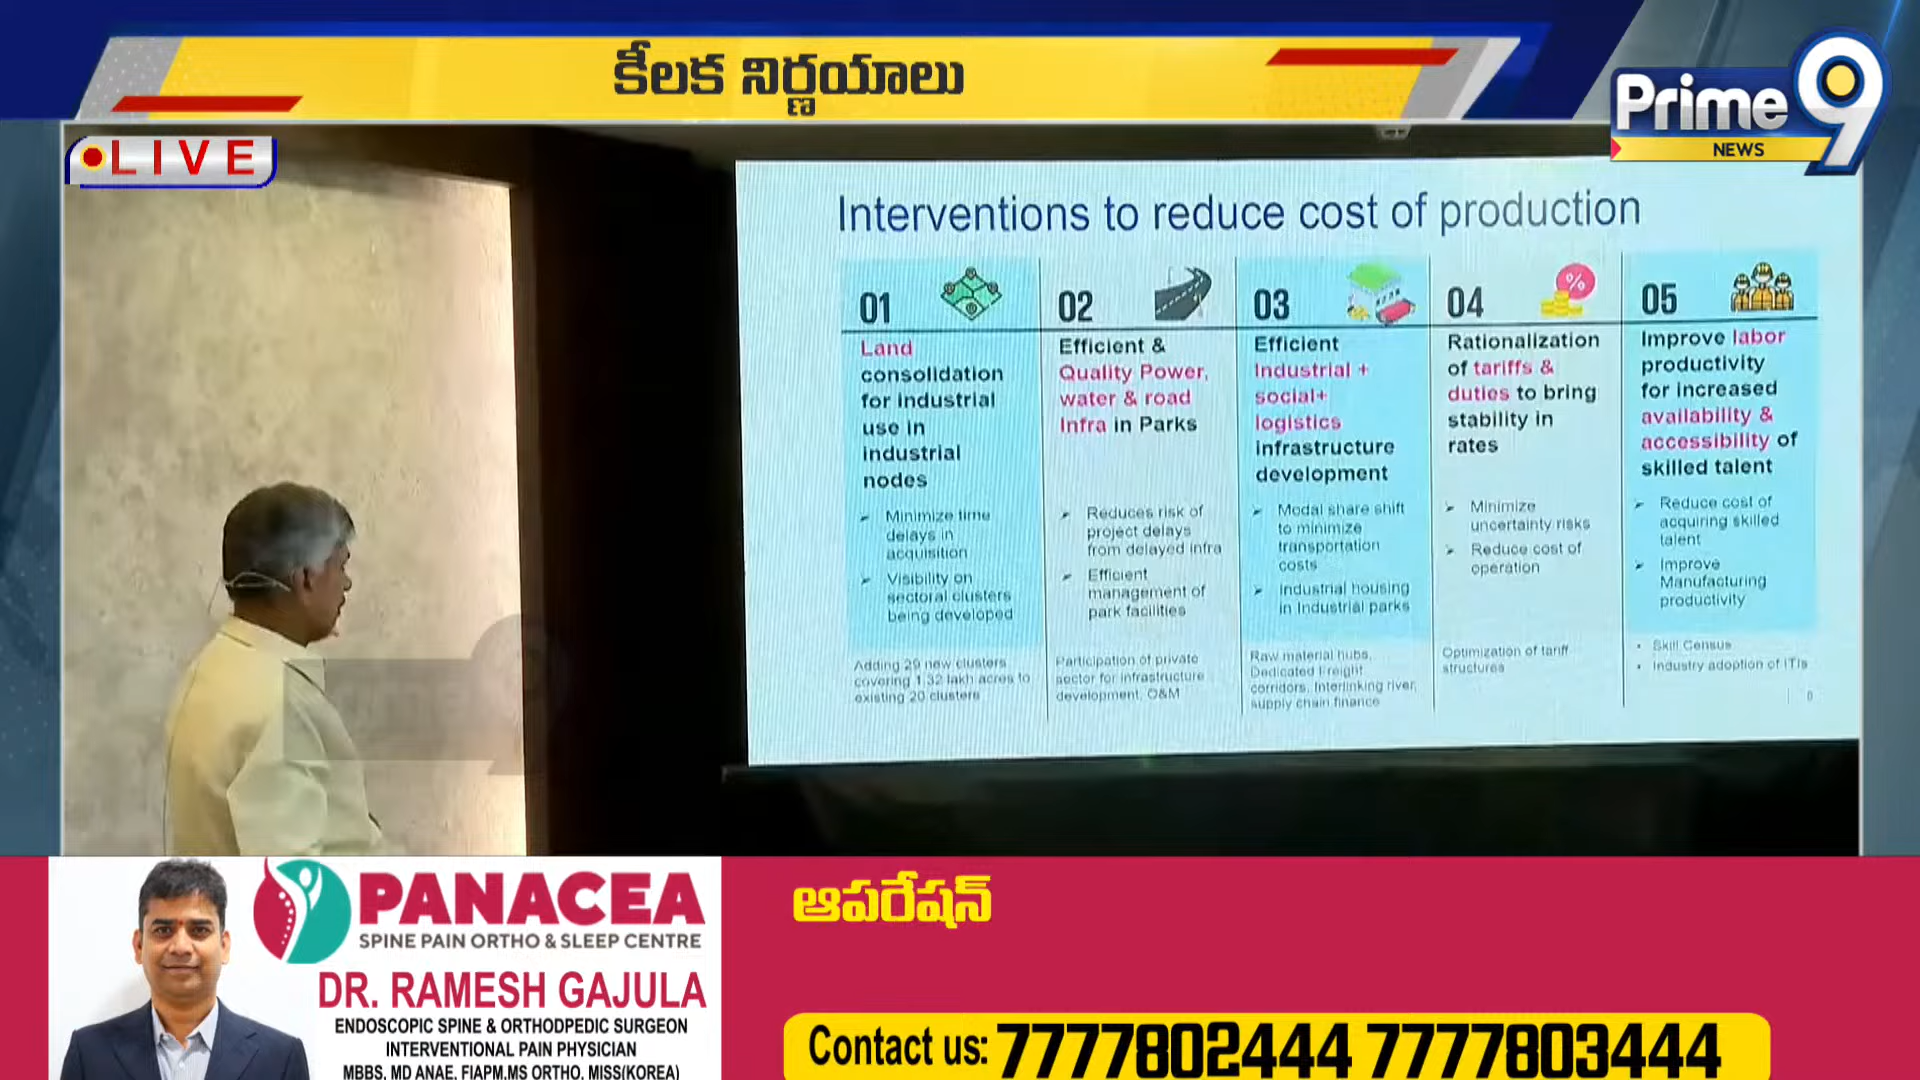 కీలక నిర్ణయాలు
Prime9
NEWS
LIVE
Interventions to reduce cost of production
01
Land
consolidation
for industrial
use in
industrial
nodes
➢ Minimize time
delays in
acquisition
➢ Visibility on
sectoral clusters
being developed
Adding 29 new clusters
covering 1.32 lakh acres to
existing 20 clusters
02
Efficient &
Quality Power,
water & road
Infra in Parks
➢ Reduces risk of
project delays
from delayed infra
➢ Efficient
management of
park facilities
Participation of private
sector for infrastructure
development, O&M
03
Efficient
Industrial +
social+
logistics
infrastructure
development
➢ Modal share shift
to minimize
transportation
costs
➢ Industrial housing
in Industrial parks
Raw material hubs,
Dedicated Freight
corridors, Interlinking river,
supply chain finance
04
Rationalization
of tariffs &
duties to bring
stability in
rates
➢ Minimize
uncertainty risks
➢ Reduce cost of
operation
Optimization of tariff
structures
05
Improve labor
productivity
for increased
availability &
accessibility of
skilled talent
➢ Reduce cost of
acquiring skilled
talent
➢ Improve
Manufacturing
productivity
• Skill Census
• Industry adoption of ITIs
PANACEA
SPINE PAIN ORTHO & SLEEP CENTRE
DR. RAMESH GAJULA
ENDOSCOPIC SPINE & ORTHODPEDIC SURGEON
INTERVENTIONAL PAIN PHYSICIAN
MBBS, MD ANAE, FIAPM,MS ORTHO, MISS(KOREA)
ఆపరేషన్
Contact us: 7777802444 7777803444